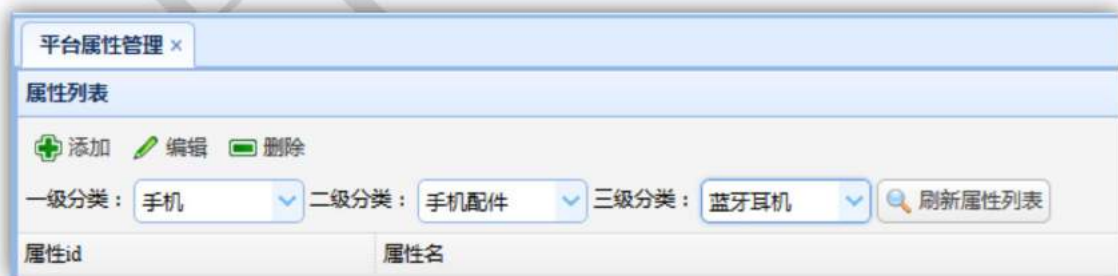 平台属性管理 ×
属性列表
添加 编辑 删除
一级分类： 手机 二级分类： 手机配件 三级分类： 蓝牙耳机 刷新属性列表
属性id 属性名